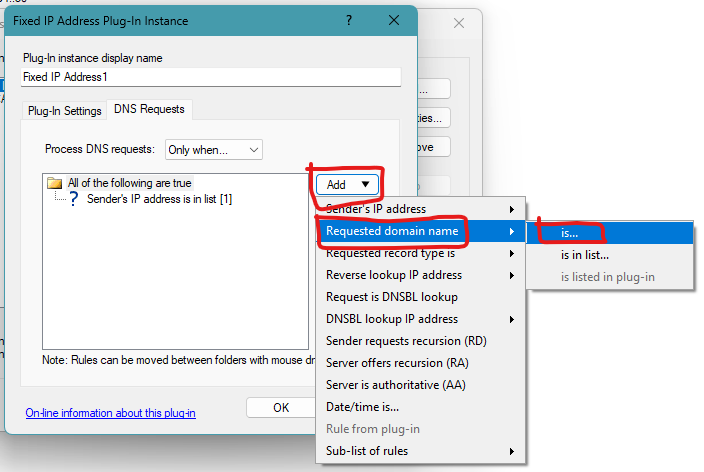 Fixed IP Address Plug-In Instance
?
Plug-In instance display name
Fixed IP Address1
Plug-In Settings
DNS Requests
Process DNS requests:
Only when...
All of the following are true
? Sender's IP address is in list [1]
Add
Sender's IP address
Requested domain name
Requested record type is
Reverse lookup IP address
Request is DNSBL lookup
DNSBL lookup IP address
Sender requests recursion (RD)
Server offers recursion (RA)
Server is authoritative (AA)
Date/time is...
Rule from plug-in
Sub-list of rules
is...
is in list...
is listed in plug-in
Note: Rules can be moved between folders with mouse
On-line information about this plug-in
OK